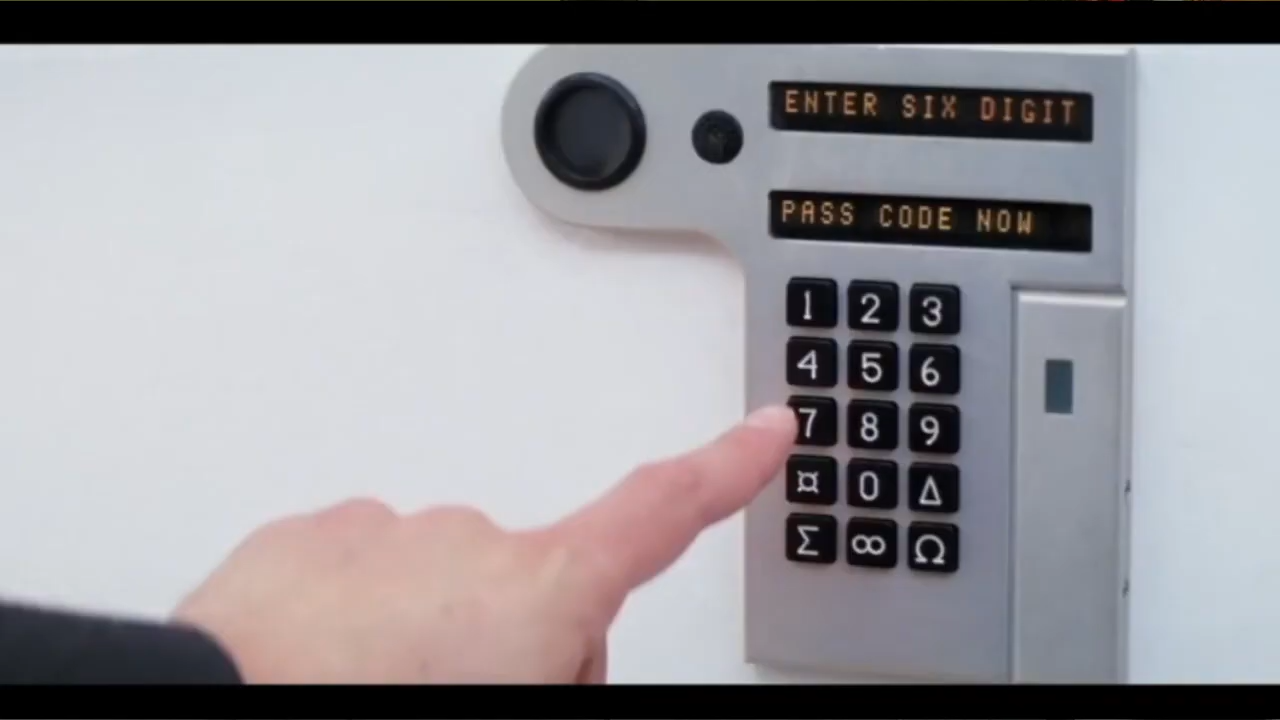 ENTER SIX DIGIT
PASS CODE NOW
1 2 3
4 5 6
7 8 9
¤ 0 Δ
Σ ∞ Ω